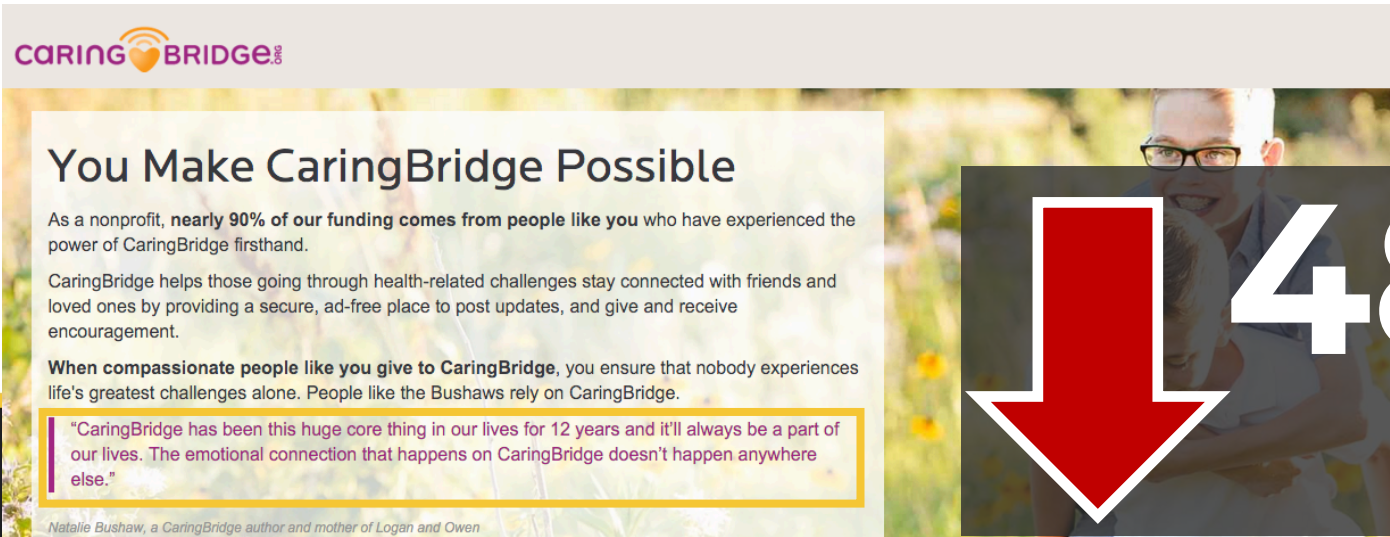 CARING BRIDGE.ORG
You Make CaringBridge Possible
As a nonprofit, nearly 90% of our funding comes from people like you who have experienced the
power of CaringBridge firsthand.
CaringBridge helps those going through health-related challenges stay connected with friends and
loved ones by providing a secure, ad-free place to post updates, and give and receive
encouragement.
When compassionate people like you give to CaringBridge, you ensure that nobody experiences
life's greatest challenges alone. People like the Bushaws rely on CaringBridge.
“CaringBridge has been this huge core thing in our lives for 12 years and it’ll always be a part of
our lives. The emotional connection that happens on CaringBridge doesn’t happen anywhere
else.”
Natalie Bushaw, a CaringBridge author and mother of Logan and Owen
4